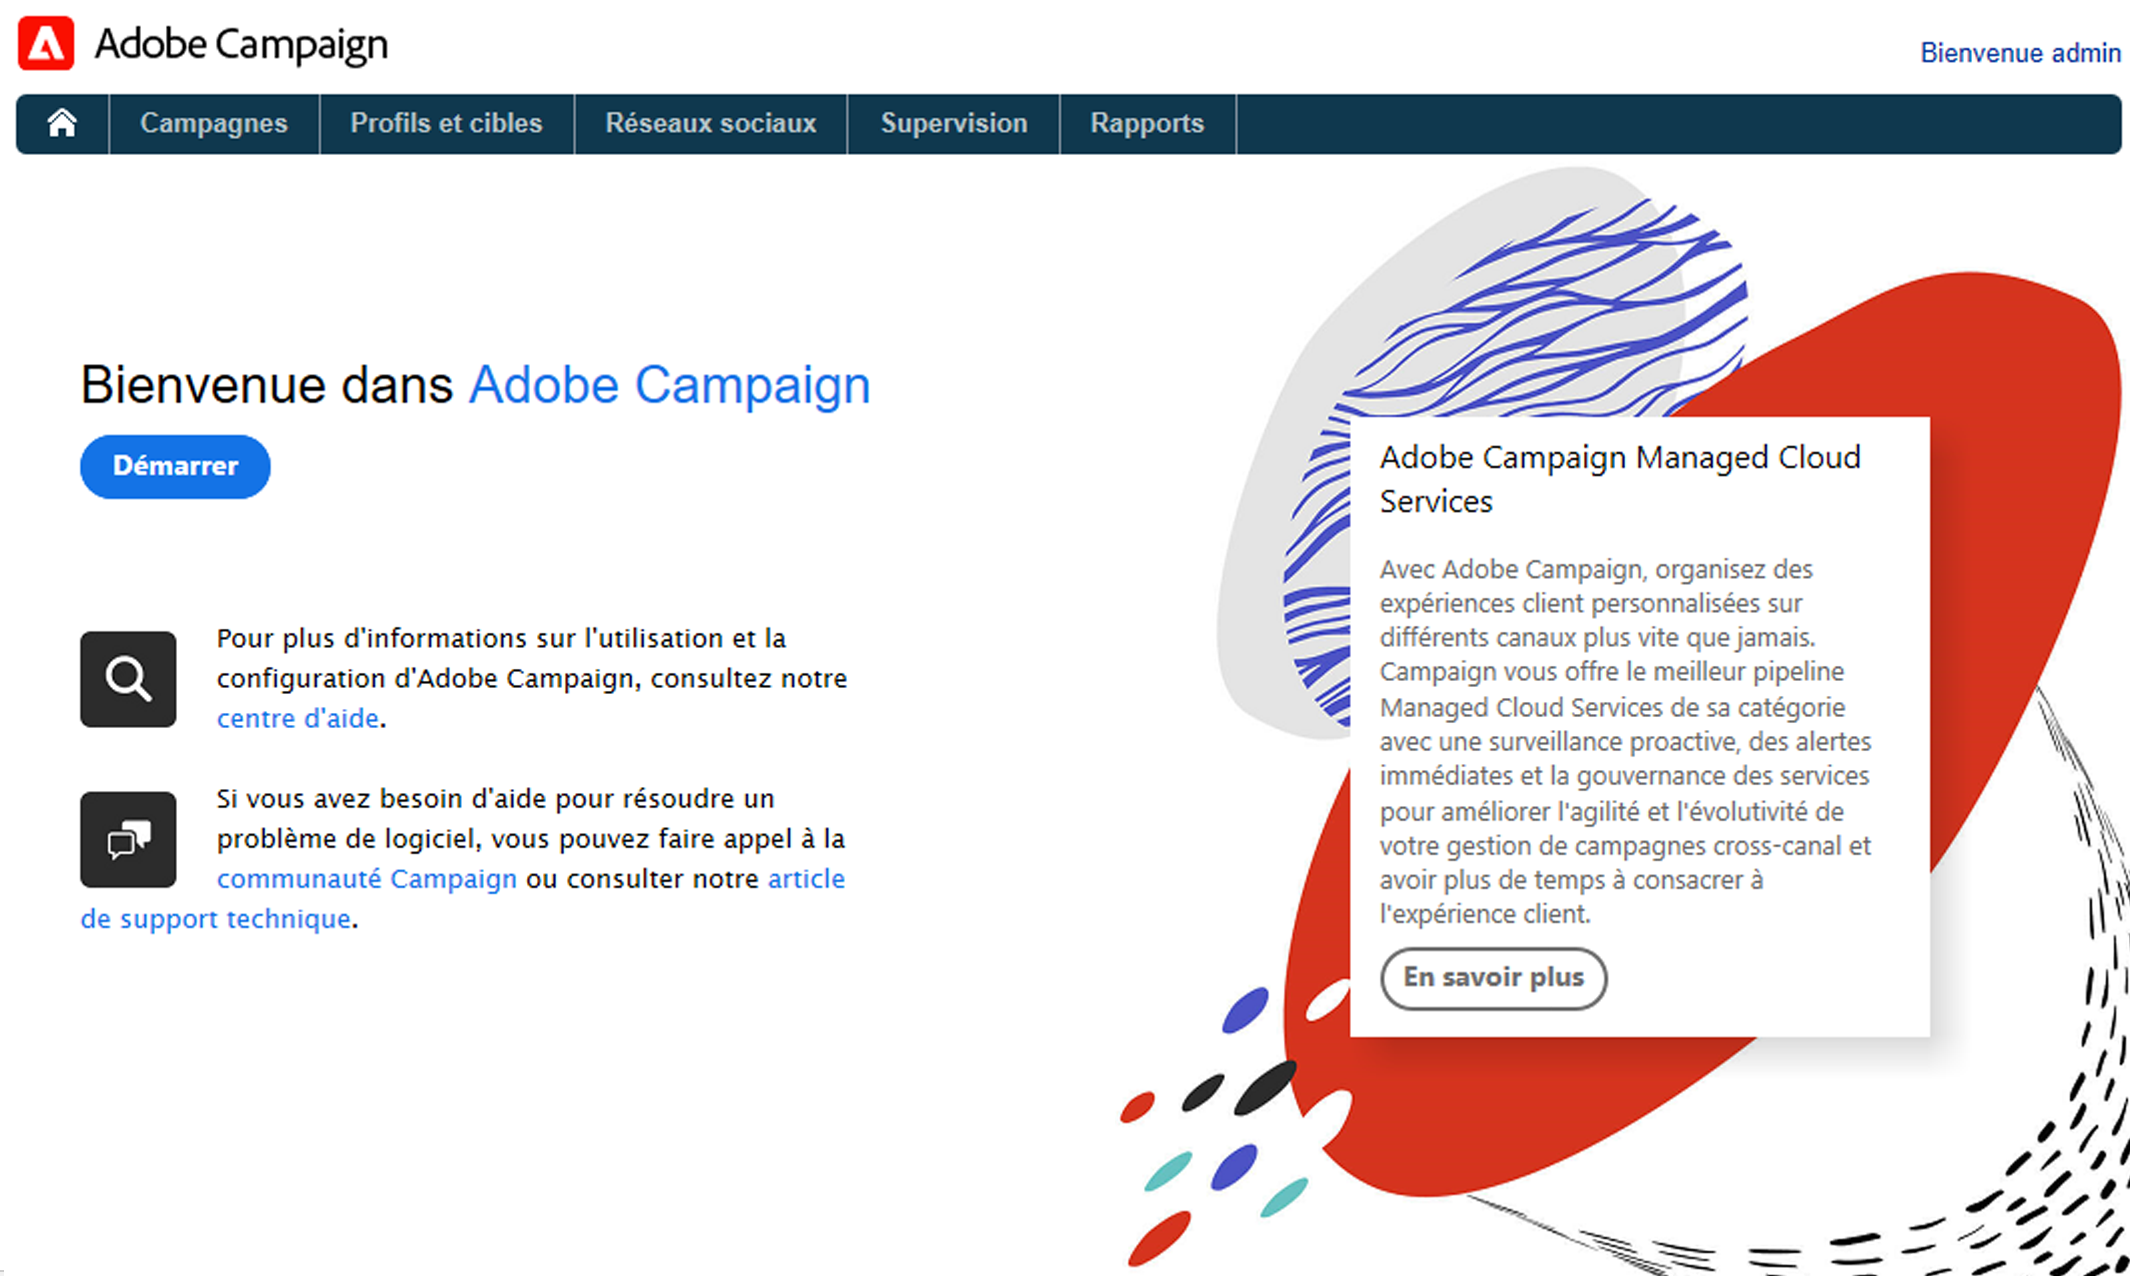 Adobe Campaign
Bienvenue admin
Campagnes
Profils et cibles
Réseaux sociaux
Supervision
Rapports
Bienvenue dans Adobe Campaign
Démarrer
Pour plus d'informations sur l'utilisation et la
configuration d'Adobe Campaign, consultez notre
centre d'aide.
Si vous avez besoin d'aide pour résoudre un
problème de logiciel, vous pouvez faire appel à la
communauté Campaign ou consulter notre article
de support technique.
Adobe Campaign Managed Cloud
Services
Avec Adobe Campaign, organisez des
expériences client personnalisées sur
différents canaux plus vite que jamais.
Campaign vous offre le meilleur pipeline
Managed Cloud Services de sa catégorie
avec une surveillance proactive, des alertes
immédiates et la gouvernance des services
pour améliorer l'agilité et l'évolutivité de
votre gestion de campagnes cross-canal et
avoir plus de temps à consacrer à
l'expérience client.
En savoir plus